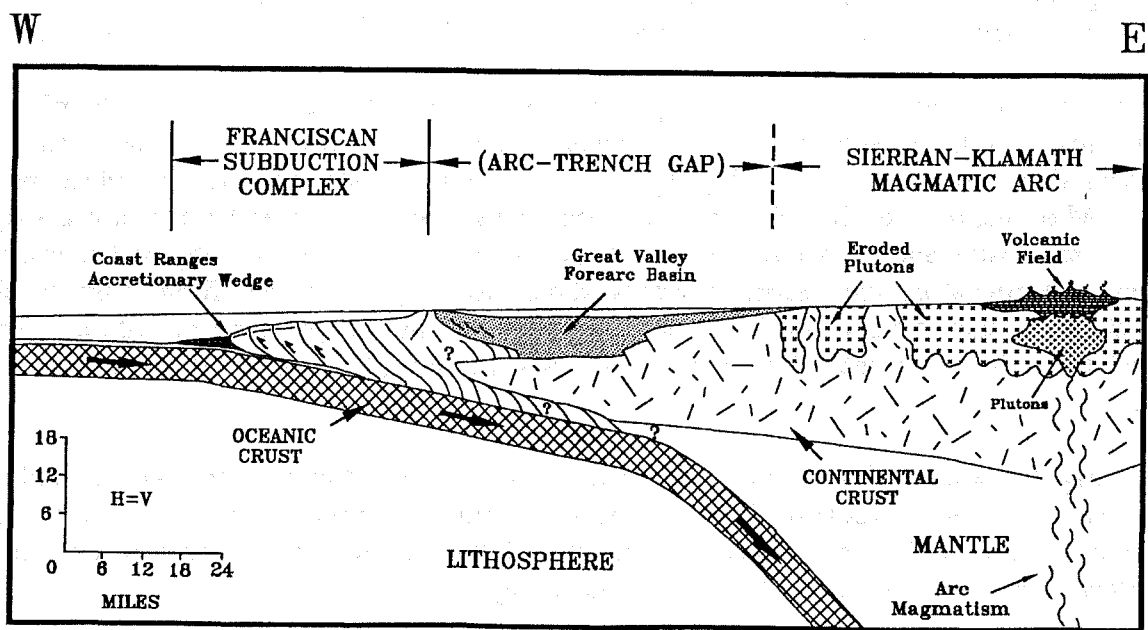 W
E
FRANCISCAN
SUBDUCTION
COMPLEX
(ARC-TRENCH GAP)
SIERRAN-KLAMATH
MAGMATIC ARC
Coast Ranges
Accretionary Wedge
Great Valley
Forearc Basin
Eroded
Plutons
Volcanic
Field
?
?
?
Plutons
OCEANIC
CRUST
CONTINENTAL
CRUST
18
12
6
H=V
0 6 12 18 24
MILES
LITHOSPHERE
MANTLE
Arc
Magmatism